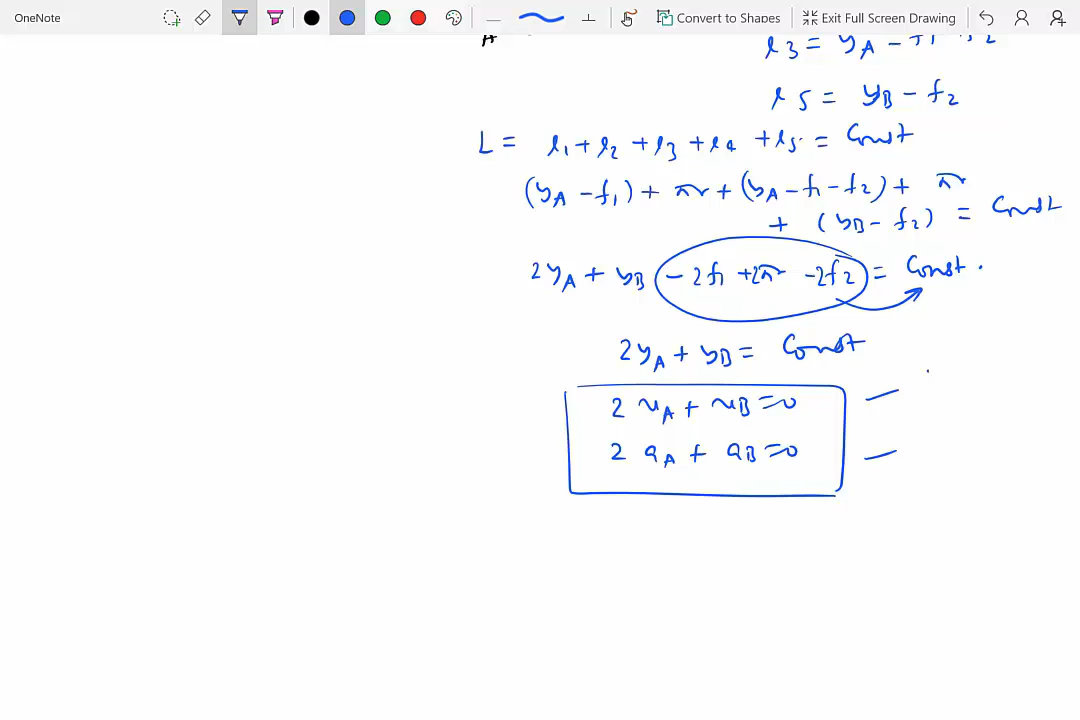 OneNote
Convert to Shapes
Exit Full Screen Drawing
A
l3 = yA - f1 - f2
l5 = yB - f2
L = l1 + l2 + l3 + l4 + l5 = Const
(yA - f1) + πr + (yA - f1 - f2) + πr
+ (yB - f2) = Const
2yA + yB - 2f1 + 2πr - 2f2 = Const.
2yA + yB = Const
2 vA + vB = 0
2 aA + aB = 0